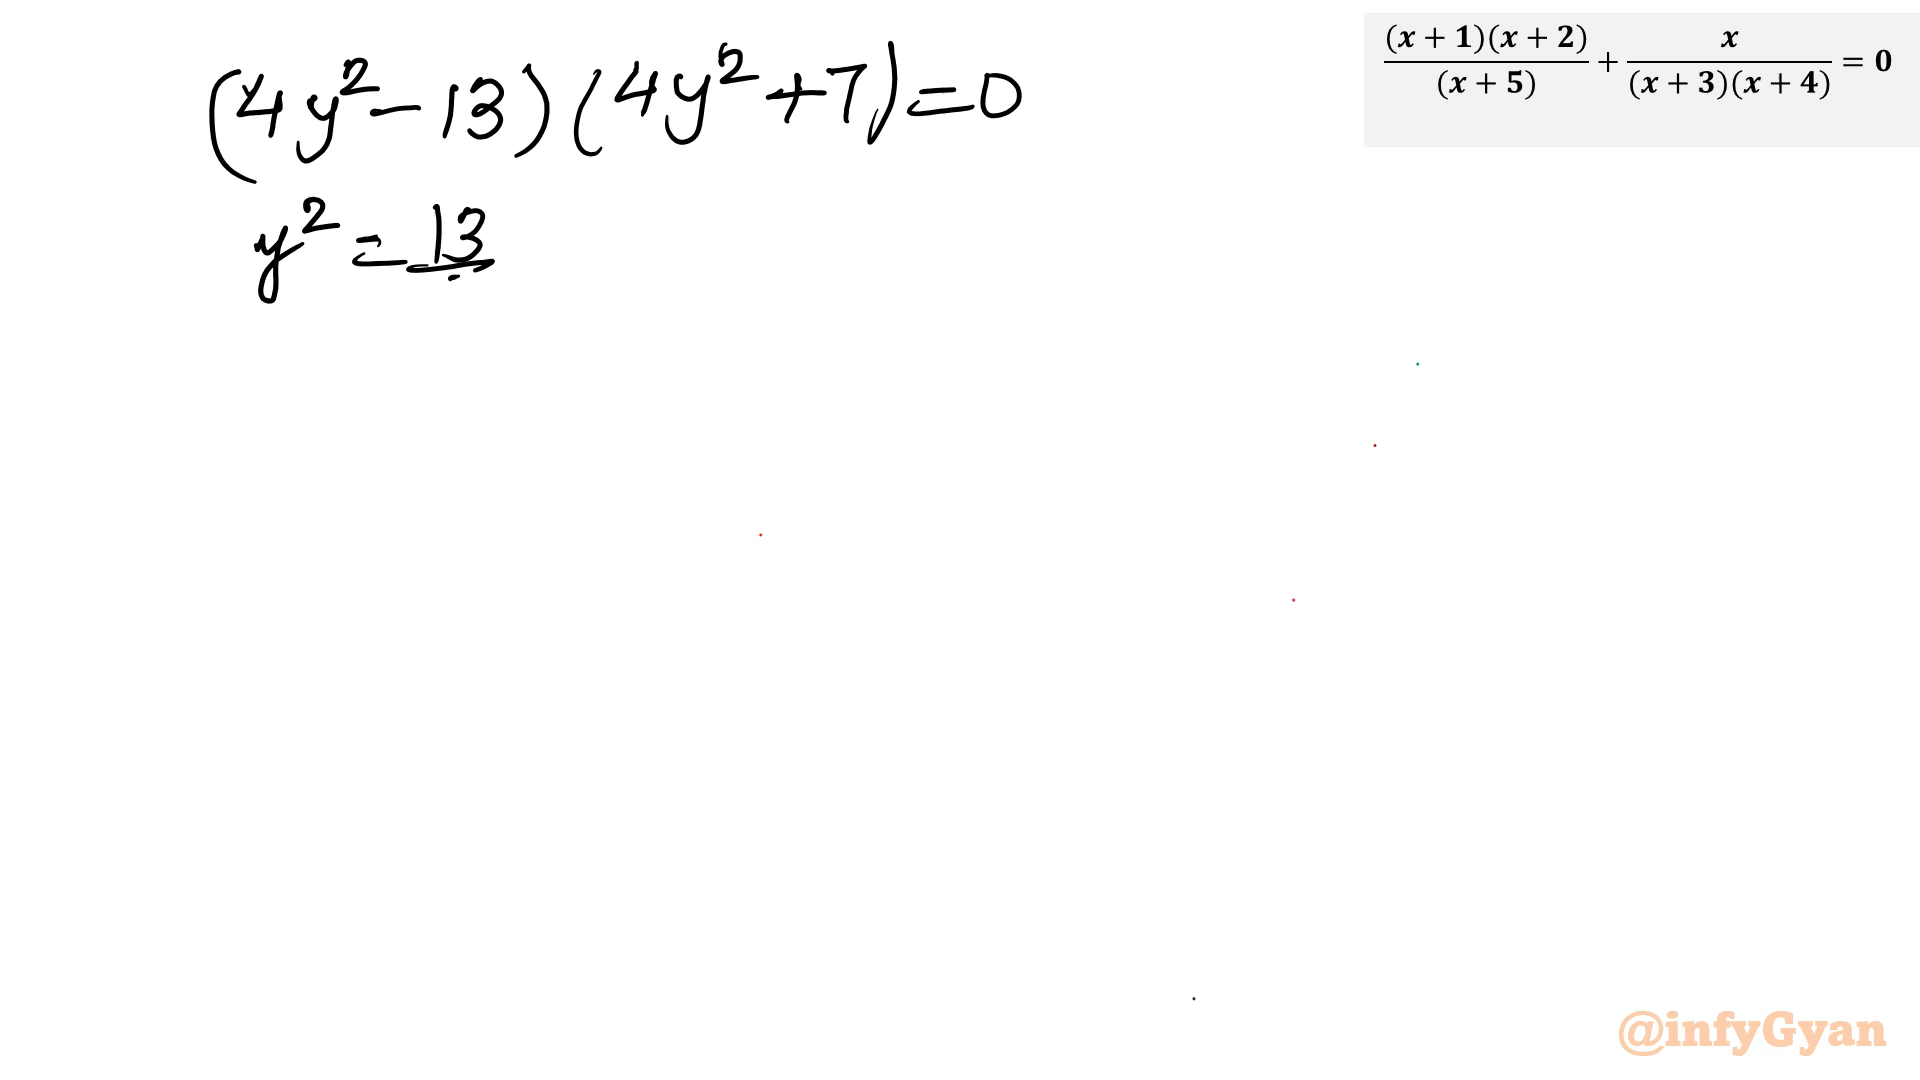 (4y²-13)(4y²+7)=0
y²=13
(x + 1)(x + 2)/(x + 5) + x/((x + 3)(x + 4)) = 0
@infyGyan